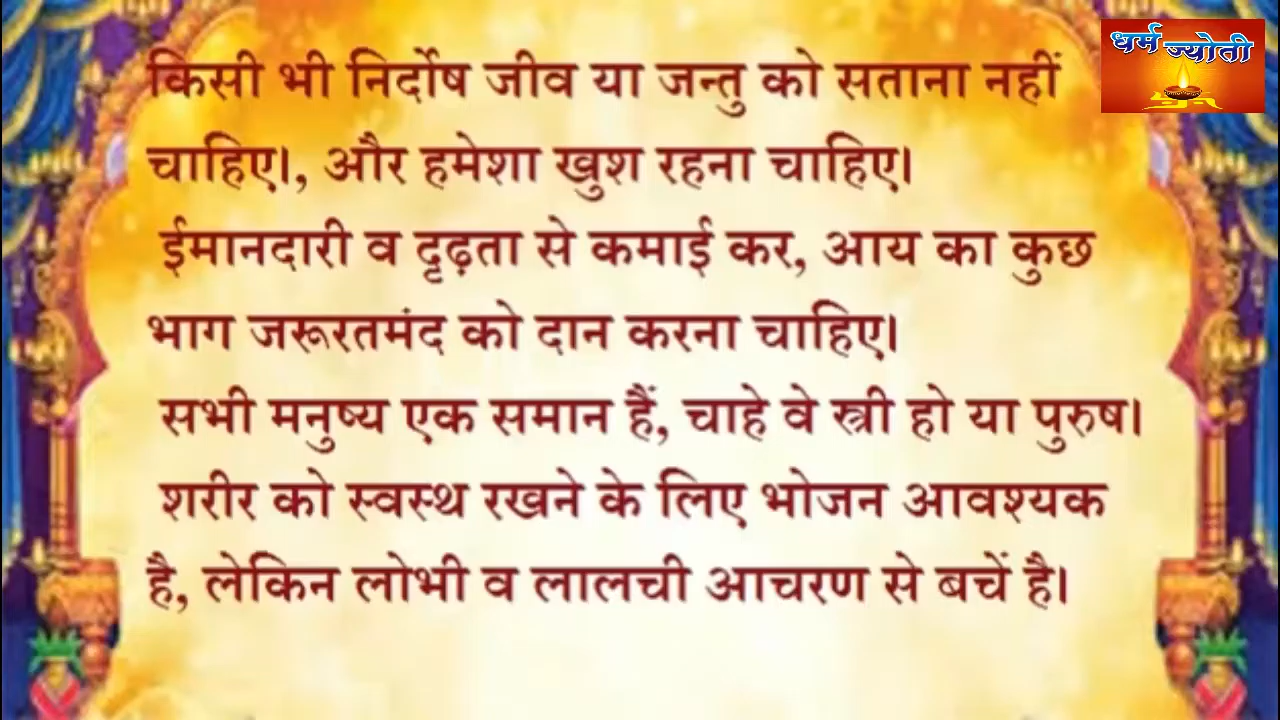 धर्म ज्योती
किसी भी निर्दोष जीव या जन्तु को सताना नहीं
चाहिए।, और हमेशा खुश रहना चाहिए।
ईमानदारी व दृढ़ता से कमाई कर, आय का कुछ
भाग जरूरतमंद को दान करना चाहिए।
सभी मनुष्य एक समान हैं, चाहे वे स्त्री हो या पुरुष।
शरीर को स्वस्थ रखने के लिए भोजन आवश्यक
है, लेकिन लोभी व लालची आचरण से बचें है।